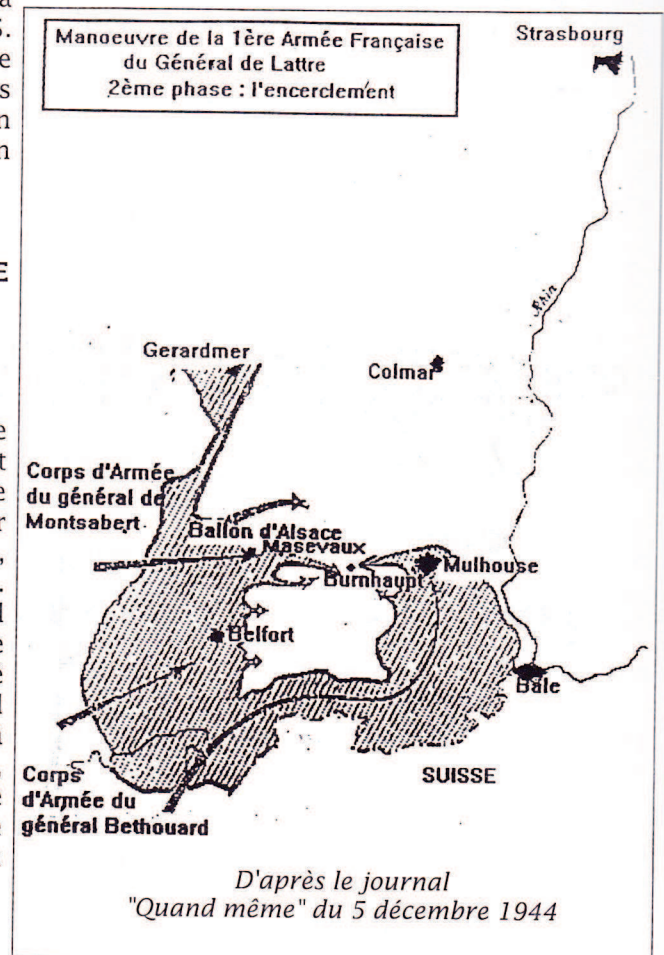 Manoeuvre de la 1ère Armée Française
du Général de Lattre
2ème phase : l'encerclement
Strasbourg
Rhin
Gerardmer
Colmar
Corps d'Armée
du général de
Montsabert
Ballon d'Alsace
Masevaux
Burnhaupt
Mulhouse
Belfort
Bâle
SUISSE
Corps
d'Armée du
général Bethouard
D'après le journal
"Quand même" du 5 décembre 1944